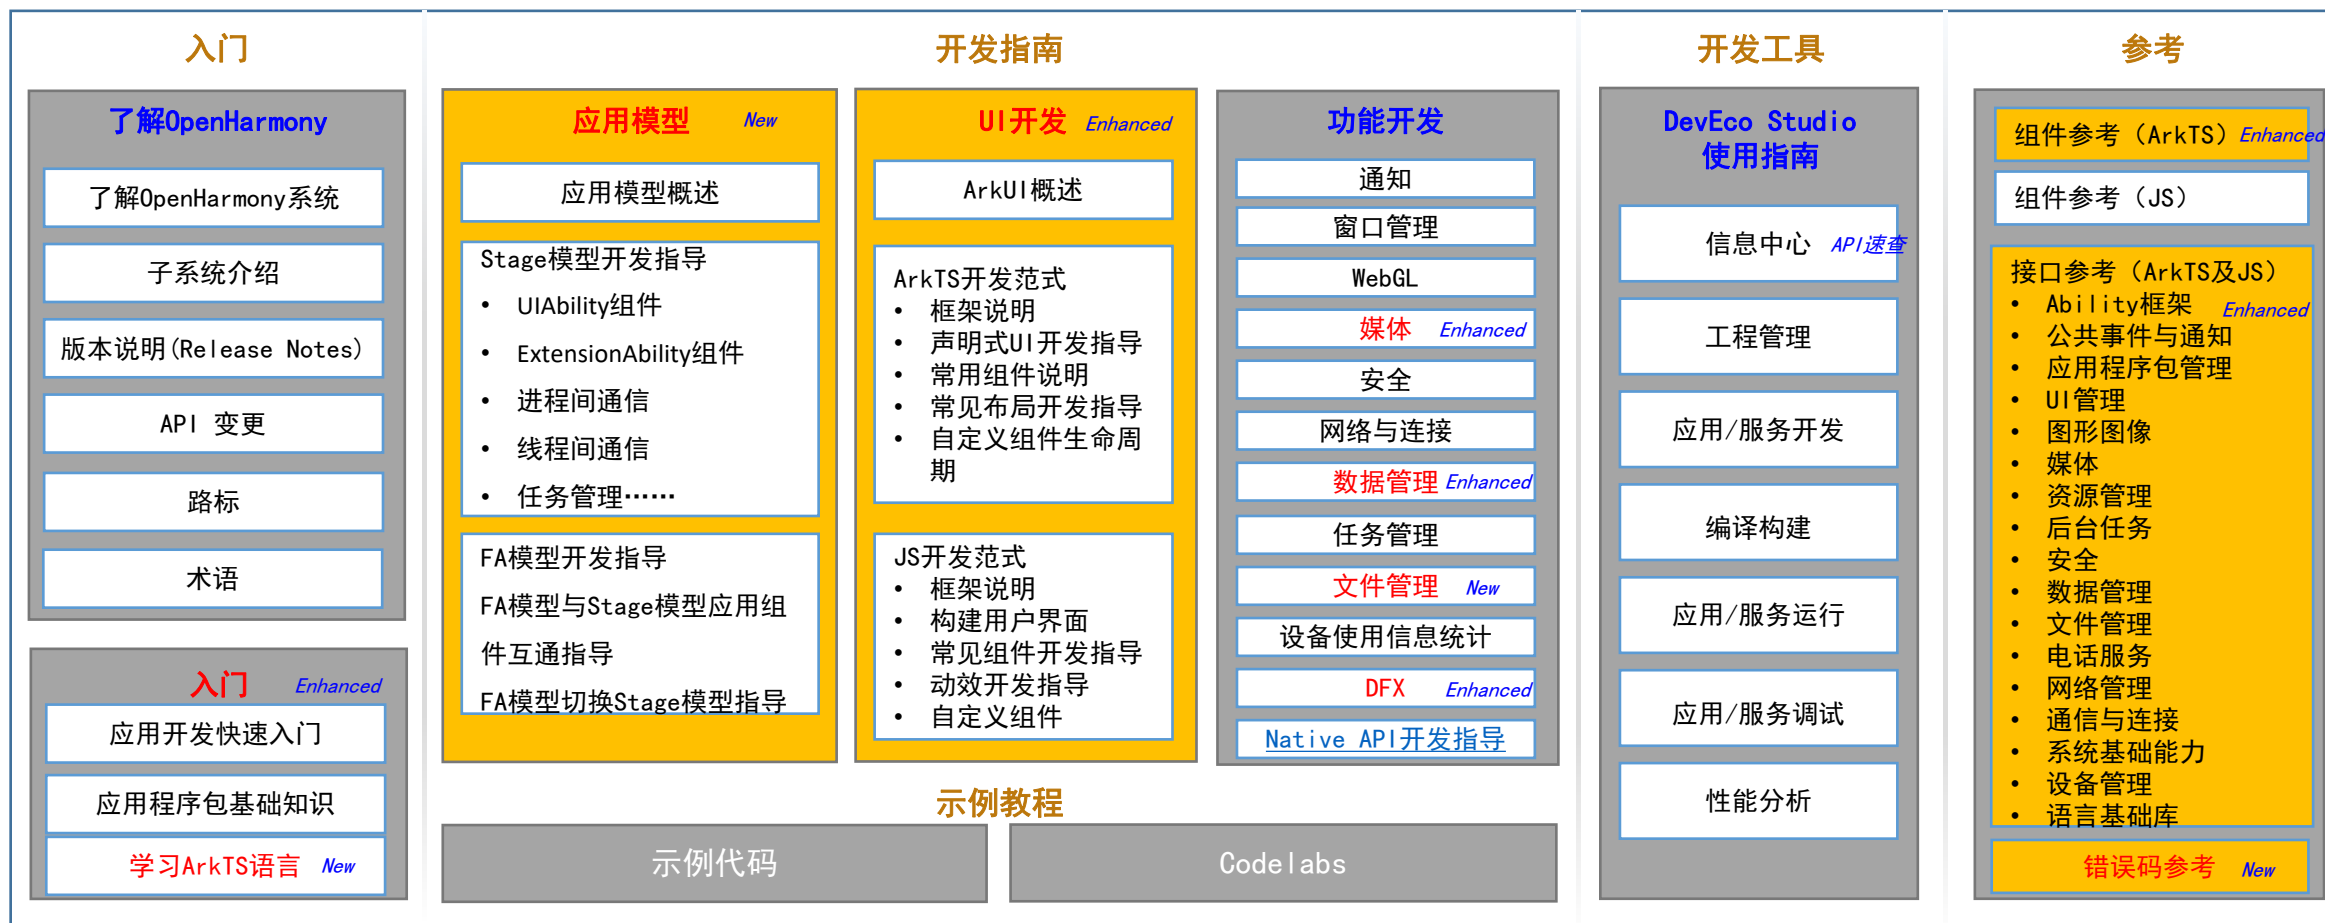 入门
了解OpenHarmony
了解OpenHarmony系统
子系统介绍
版本说明(Release Notes)
API 变更
路标
术语
入门 Enhanced
应用开发快速入门
应用程序包基础知识
学习ArkTS语言 New
开发指南
应用模型 New
应用模型概述
Stage模型开发指导
• UIAbility组件
• ExtensionAbility组件
• 进程间通信
• 线程间通信
• 任务管理……
FA模型开发指导
FA模型与Stage模型应用组
件互通指导
FA模型切换Stage模型指导
UI开发 Enhanced
ArkUI概述
ArkTS开发范式
• 框架说明
• 声明式UI开发指导
• 常用组件说明
• 常见布局开发指导
• 自定义组件生命周
期
JS开发范式
• 框架说明
• 构建用户界面
• 常见组件开发指导
• 动效开发指导
• 自定义组件
功能开发
通知
窗口管理
WebGL
媒体 Enhanced
安全
网络与连接
数据管理 Enhanced
任务管理
文件管理 New
设备使用信息统计
DFX Enhanced
Native API开发指导
示例教程
示例代码
Codelabs
开发工具
DevEco Studio
使用指南
信息中心 API速查
工程管理
应用/服务开发
编译构建
应用/服务运行
应用/服务调试
性能分析
参考
组件参考（ArkTS） Enhanced
组件参考（JS）
接口参考（ArkTS及JS）
• Ability框架 Enhanced
• 公共事件与通知
• 应用程序包管理
• UI管理
• 图形图像
• 媒体
• 资源管理
• 后台任务
• 安全
• 数据管理
• 文件管理
• 电话服务
• 网络管理
• 通信与连接
• 系统基础能力
• 设备管理
• 语言基础库
错误码参考 New